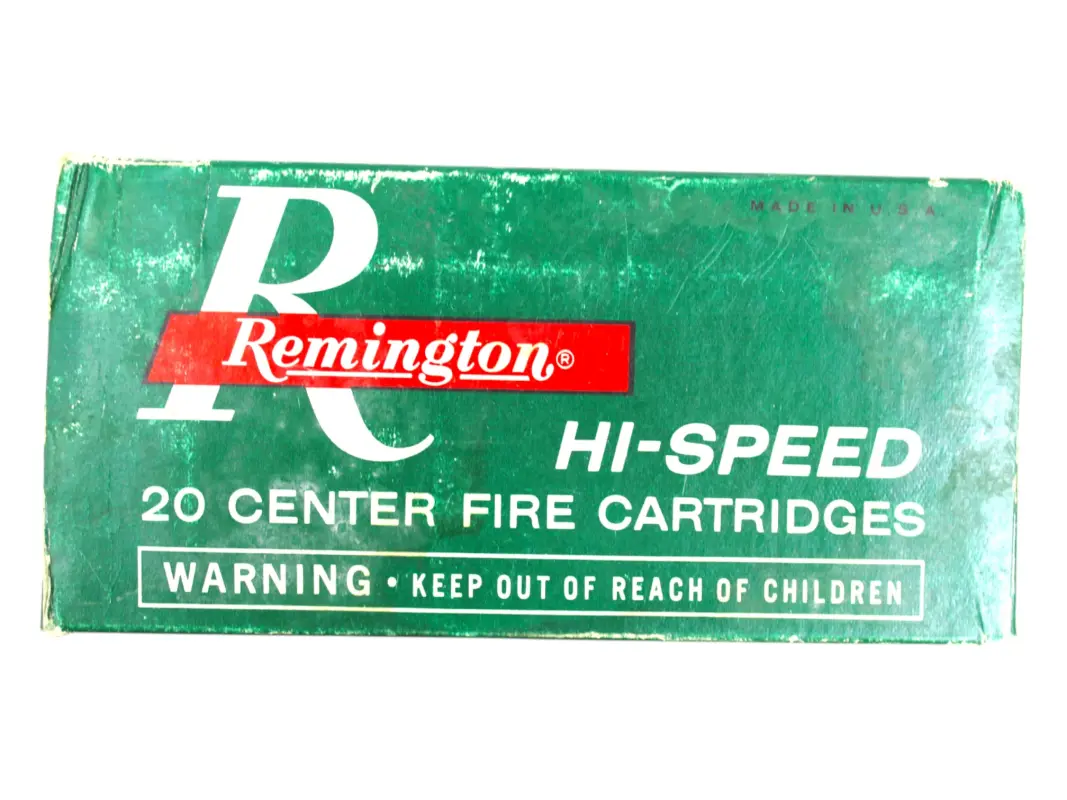 MADE IN U.S.A.
R
Remington®
HI-SPEED
20 CENTER FIRE CARTRIDGES
WARNING • KEEP OUT OF REACH OF CHILDREN